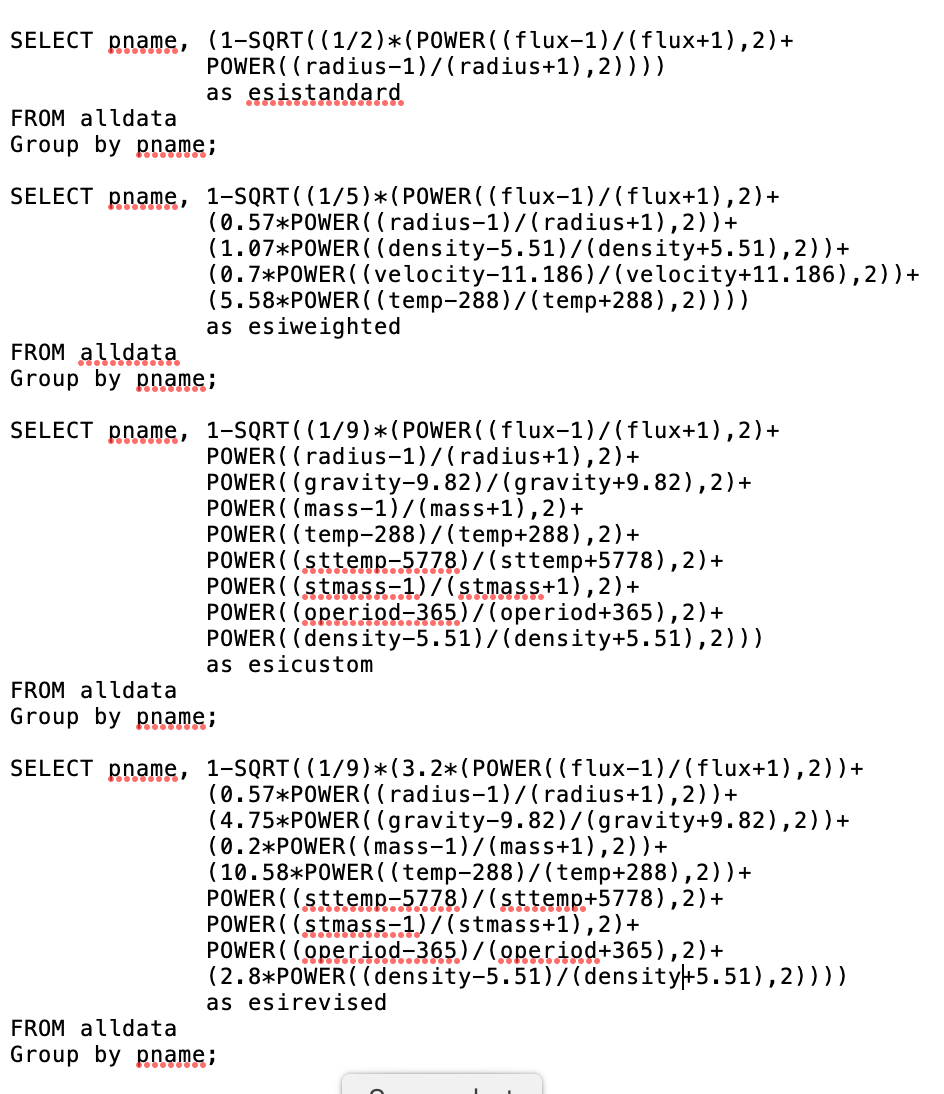 SELECT pname, (1-SQRT((1/2)*(POWER((flux-1)/(flux+1),2)+
POWER((radius-1)/(radius+1),2))))
as esistandard
FROM alldata
Group by pname;
SELECT pname, 1-SQRT((1/5)*(POWER((flux-1)/(flux+1),2)+
(0.57*POWER((radius-1)/(radius+1),2))+
(1.07*POWER((density-5.51)/(density+5.51),2))+
(0.7*POWER((velocity-11.186)/(velocity+11.186),2))+
(5.58*POWER((temp-288)/(temp+288),2))))
as esiweighted
FROM alldata
Group by pname;
SELECT pname, 1-SQRT((1/9)*(POWER((flux-1)/(flux+1),2)+
POWER((radius-1)/(radius+1),2)+
POWER((gravity-9.82)/(gravity+9.82),2)+
POWER((mass-1)/(mass+1),2)+
POWER((temp-288)/(temp+288),2)+
POWER((sttemp-5778)/(sttemp+5778),2)+
POWER((stmass-1)/(stmass+1),2)+
POWER((operiod-365)/(operiod+365),2)+
POWER((density-5.51)/(density+5.51),2)))
as esicustom
FROM alldata
Group by pname;
SELECT pname, 1-SQRT((1/9)*(3.2*(POWER((flux-1)/(flux+1),2))+
(0.57*POWER((radius-1)/(radius+1),2))+
(4.75*POWER((gravity-9.82)/(gravity+9.82),2))+
(0.2*POWER((mass-1)/(mass+1),2))+
(10.58*POWER((temp-288)/(temp+288),2))+
POWER((sttemp-5778)/(sttemp+5778),2)+
POWER((stmass-1)/(stmass+1),2)+
POWER((operiod-365)/(operiod+365),2)+
(2.8*POWER((density-5.51)/(density+5.51),2))))
as esirevised
FROM alldata
Group by pname;